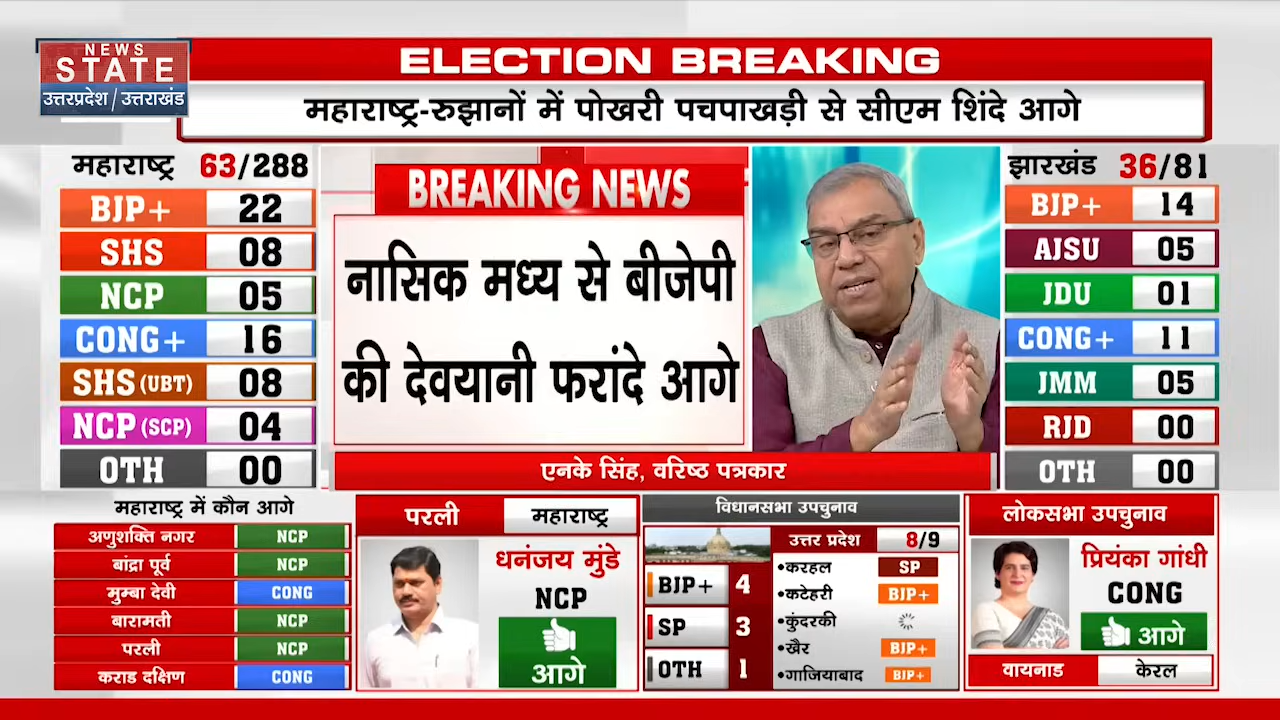 NEWS
STATE
उत्तरप्रदेश/उत्तराखंड
ELECTION BREAKING
महाराष्ट्र-रुझानों में पोखरी पचपाखड़ी से सीएम शिंदे आगे
महाराष्ट्र 63/288
BJP+ 22
SHS 08
NCP 05
CONG+ 16
SHS (UBT) 08
NCP (SCP) 04
OTH 00
BREAKING NEWS
नासिक मध्य से बीजेपी
की देवयानी फरांदे आगे
एनके सिंह, वरिष्ठ पत्रकार
झारखंड 36/81
BJP+ 14
AJSU 05
JDU 01
CONG+ 11
JMM 05
RJD 00
OTH 00
महाराष्ट्र में कौन आगे
अणुशक्ति नगर NCP
बांद्रा पूर्व NCP
मुम्बा देवी CONG
बारामती NCP
परली NCP
कराड दक्षिण CONG
परली महाराष्ट्र
धनंजय मुंडे
NCP
आगे
विधानसभा उपचुनाव
उत्तर प्रदेश 8/9
BJP+ 4
SP 3
OTH 1
•करहल SP
•कटेहरी BJP+
•कुंदरकी
•खैर BJP+
•गाजियाबाद BJP+
लोकसभा उपचुनाव
प्रियंका गांधी
CONG
आगे
वायनाड केरल